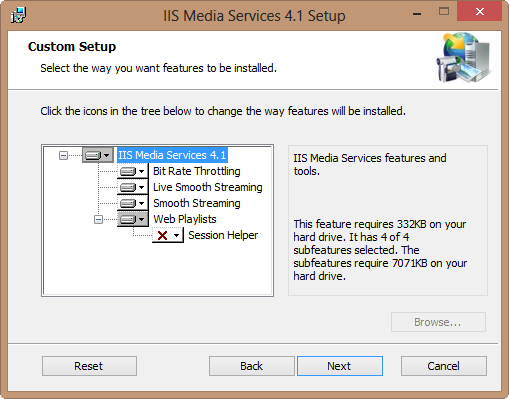 IIS Media Services 4.1 Setup
Custom Setup
Select the way you want features to be installed.
Click the icons in the tree below to change the way features will be installed.
IIS Media Services 4.1
Bit Rate Throttling
Live Smooth Streaming
Smooth Streaming
Web Playlists
Session Helper
IIS Media Services features and
tools.
This feature requires 332KB on your
hard drive. It has 4 of 4
subfeatures selected. The
subfeatures require 7071KB on your
hard drive.
Browse...
Reset
Back
Next
Cancel